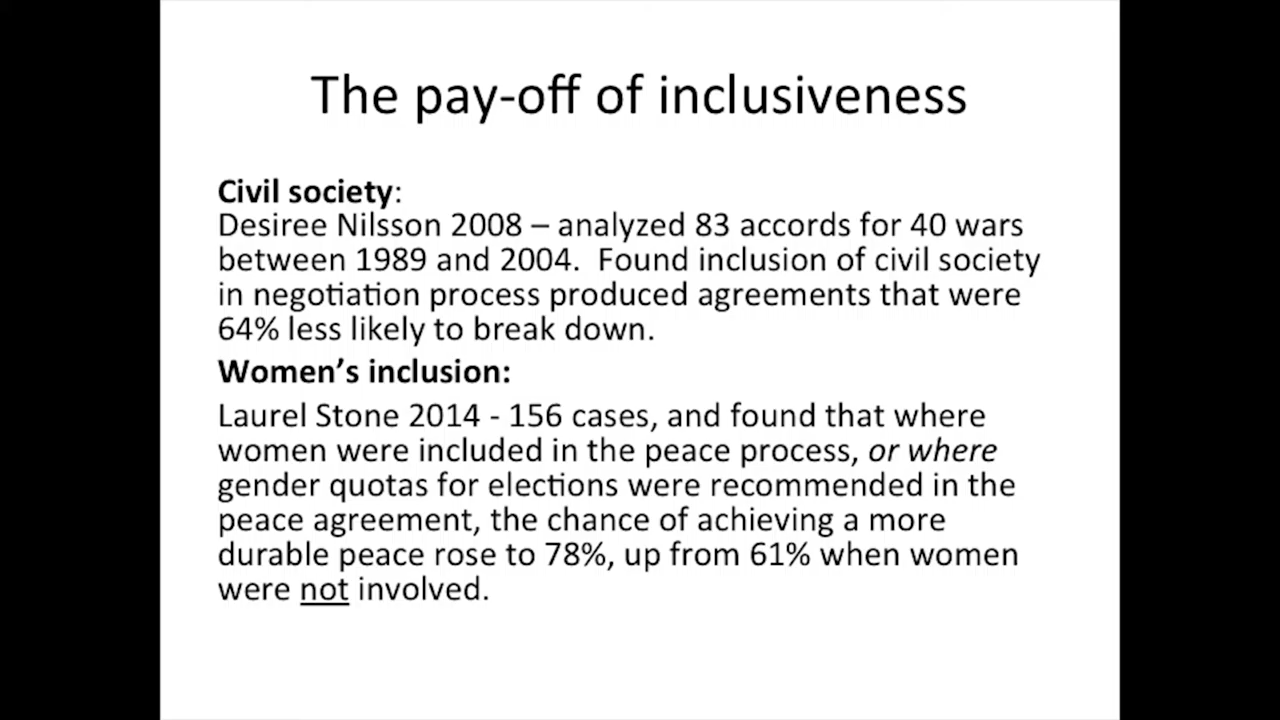 The pay-off of inclusiveness
Civil society:
Desiree Nilsson 2008 – analyzed 83 accords for 40 wars
between 1989 and 2004.  Found inclusion of civil society
in negotiation process produced agreements that were
64% less likely to break down.
Women’s inclusion:
Laurel Stone 2014 - 156 cases, and found that where
women were included in the peace process, or where
gender quotas for elections were recommended in the
peace agreement, the chance of achieving a more
durable peace rose to 78%, up from 61% when women
were not involved.